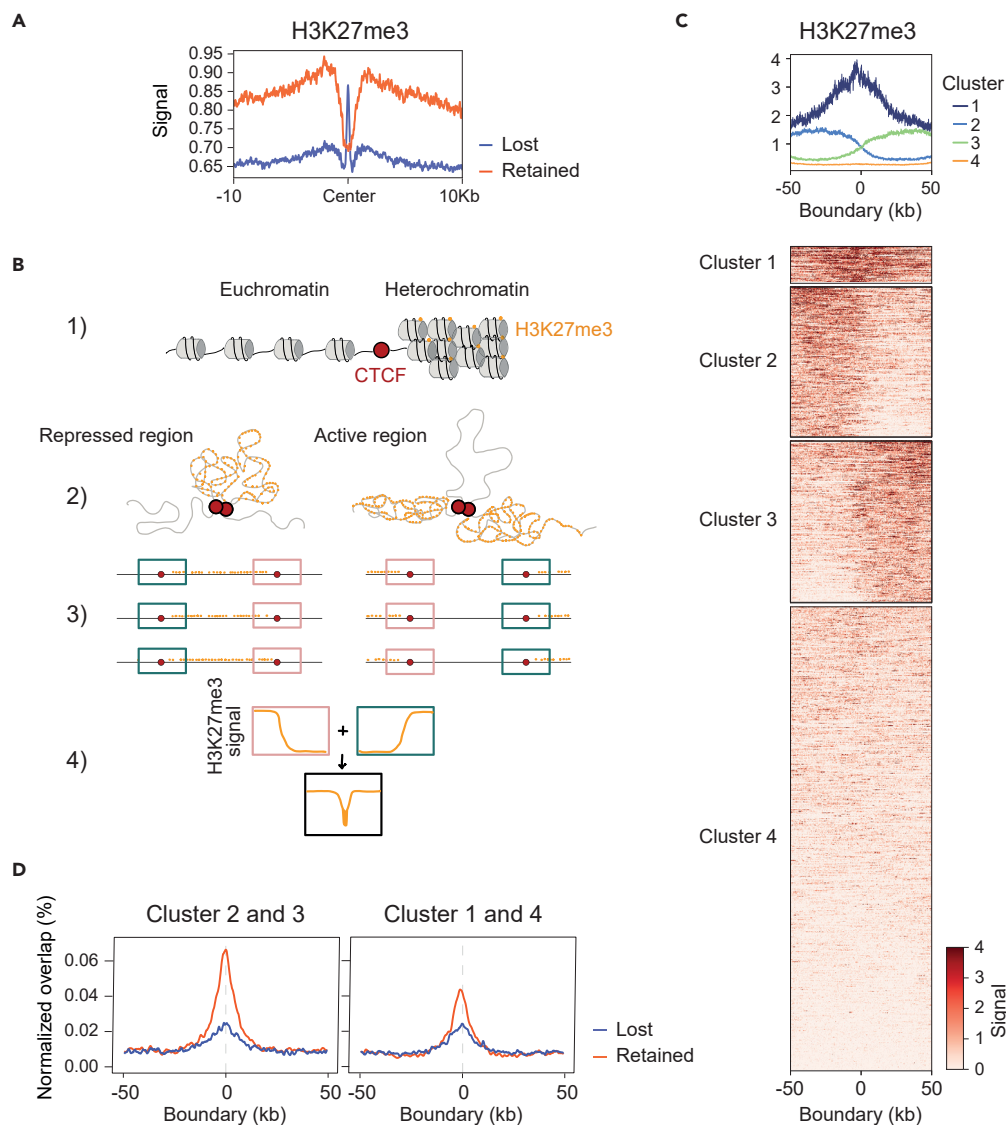 A
H3K27me3
Signal
0.95
0.90
0.85
0.80
0.75
0.70
0.65
-10
Center
10Kb
Lost
Retained
B
1)
Euchromatin
Heterochromatin
H3K27me3
CTCF
Repressed region
Active region
2)
3)
4)
H3K27me3
signal
+
C
H3K27me3
4
3
2
1
-50
0
50
Boundary (kb)
Cluster
1
2
3
4
Cluster 1
Cluster 2
Cluster 3
Cluster 4
-50
0
50
Boundary (kb)
4
3
2
1
0
Signal
D
Cluster 2 and 3
Cluster 1 and 4
Normalized overlap (%)
0.06
0.04
0.02
0.00
-50
0
50
Boundary (kb)
-50
0
50
Boundary (kb)
Lost
Retained